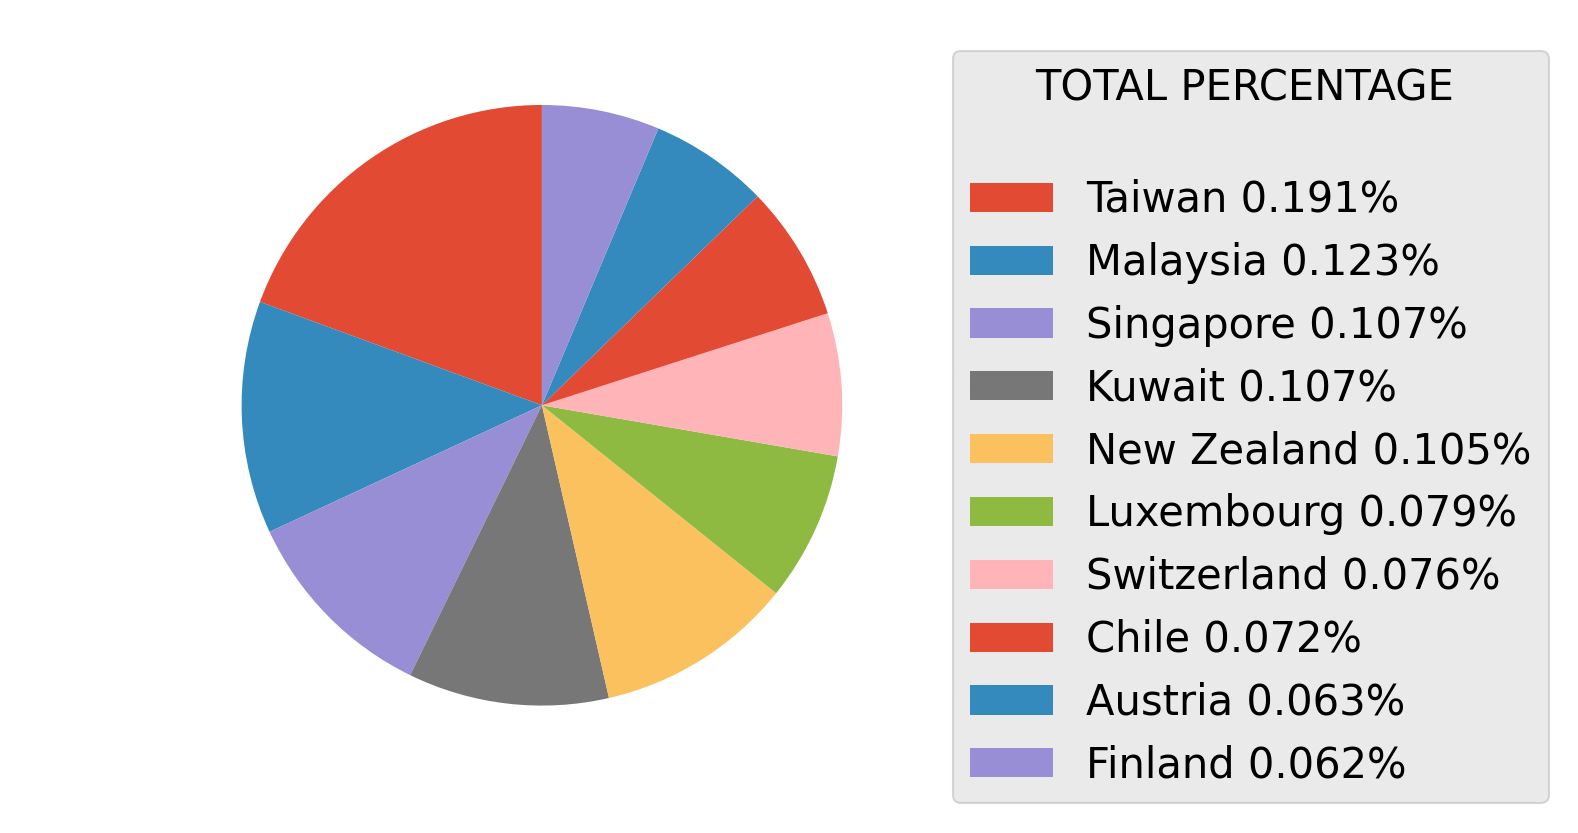 TOTAL PERCENTAGE
Taiwan 0.191%
Malaysia 0.123%
Singapore 0.107%
Kuwait 0.107%
New Zealand 0.105%
Luxembourg 0.079%
Switzerland 0.076%
Chile 0.072%
Austria 0.063%
Finland 0.062%